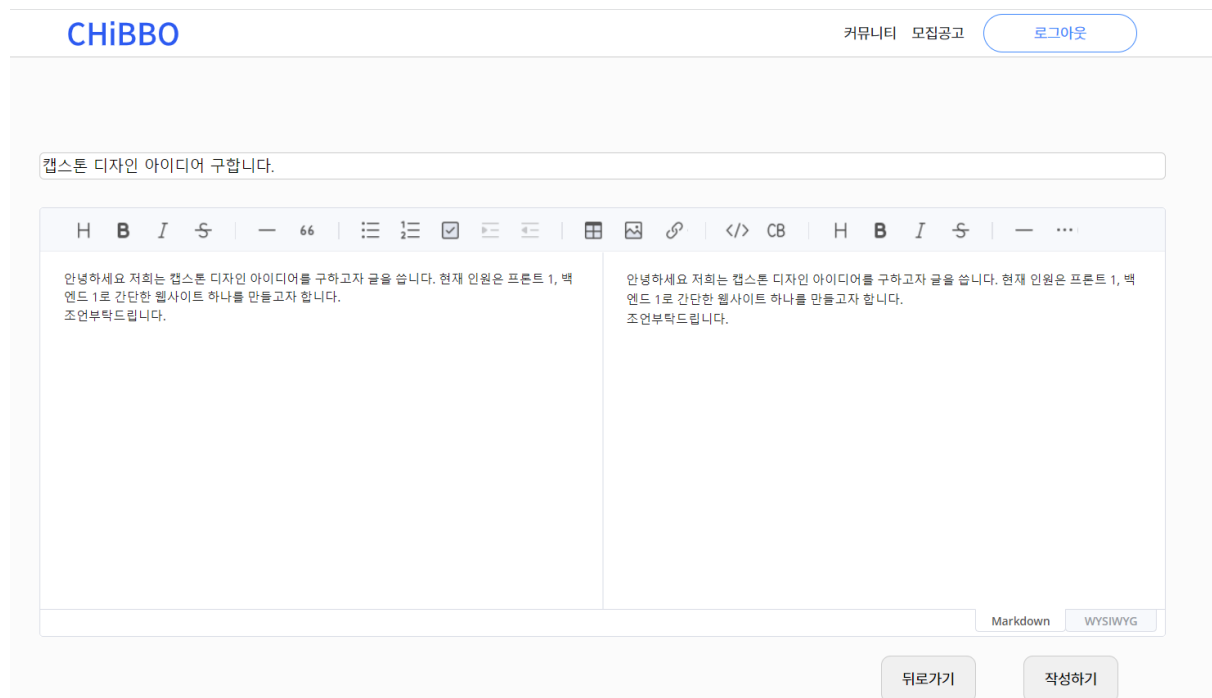 CHiBBO
커뮤니티 모집공고 로그아웃
캡스톤 디자인 아이디어 구합니다.
H B I S — 66 </> CB H B I S — ...
안녕하세요 저희는 캡스톤 디자인 아이디어를 구하고자 글을 씁니다. 현재 인원은 프론트 1, 백
엔드 1로 간단한 웹사이트 하나를 만들고자 합니다.
조언부탁드립니다.
안녕하세요 저희는 캡스톤 디자인 아이디어를 구하고자 글을 씁니다. 현재 인원은 프론트 1, 백
엔드 1로 간단한 웹사이트 하나를 만들고자 합니다.
조언부탁드립니다.
Markdown WYSIWYG
뒤로가기 작성하기